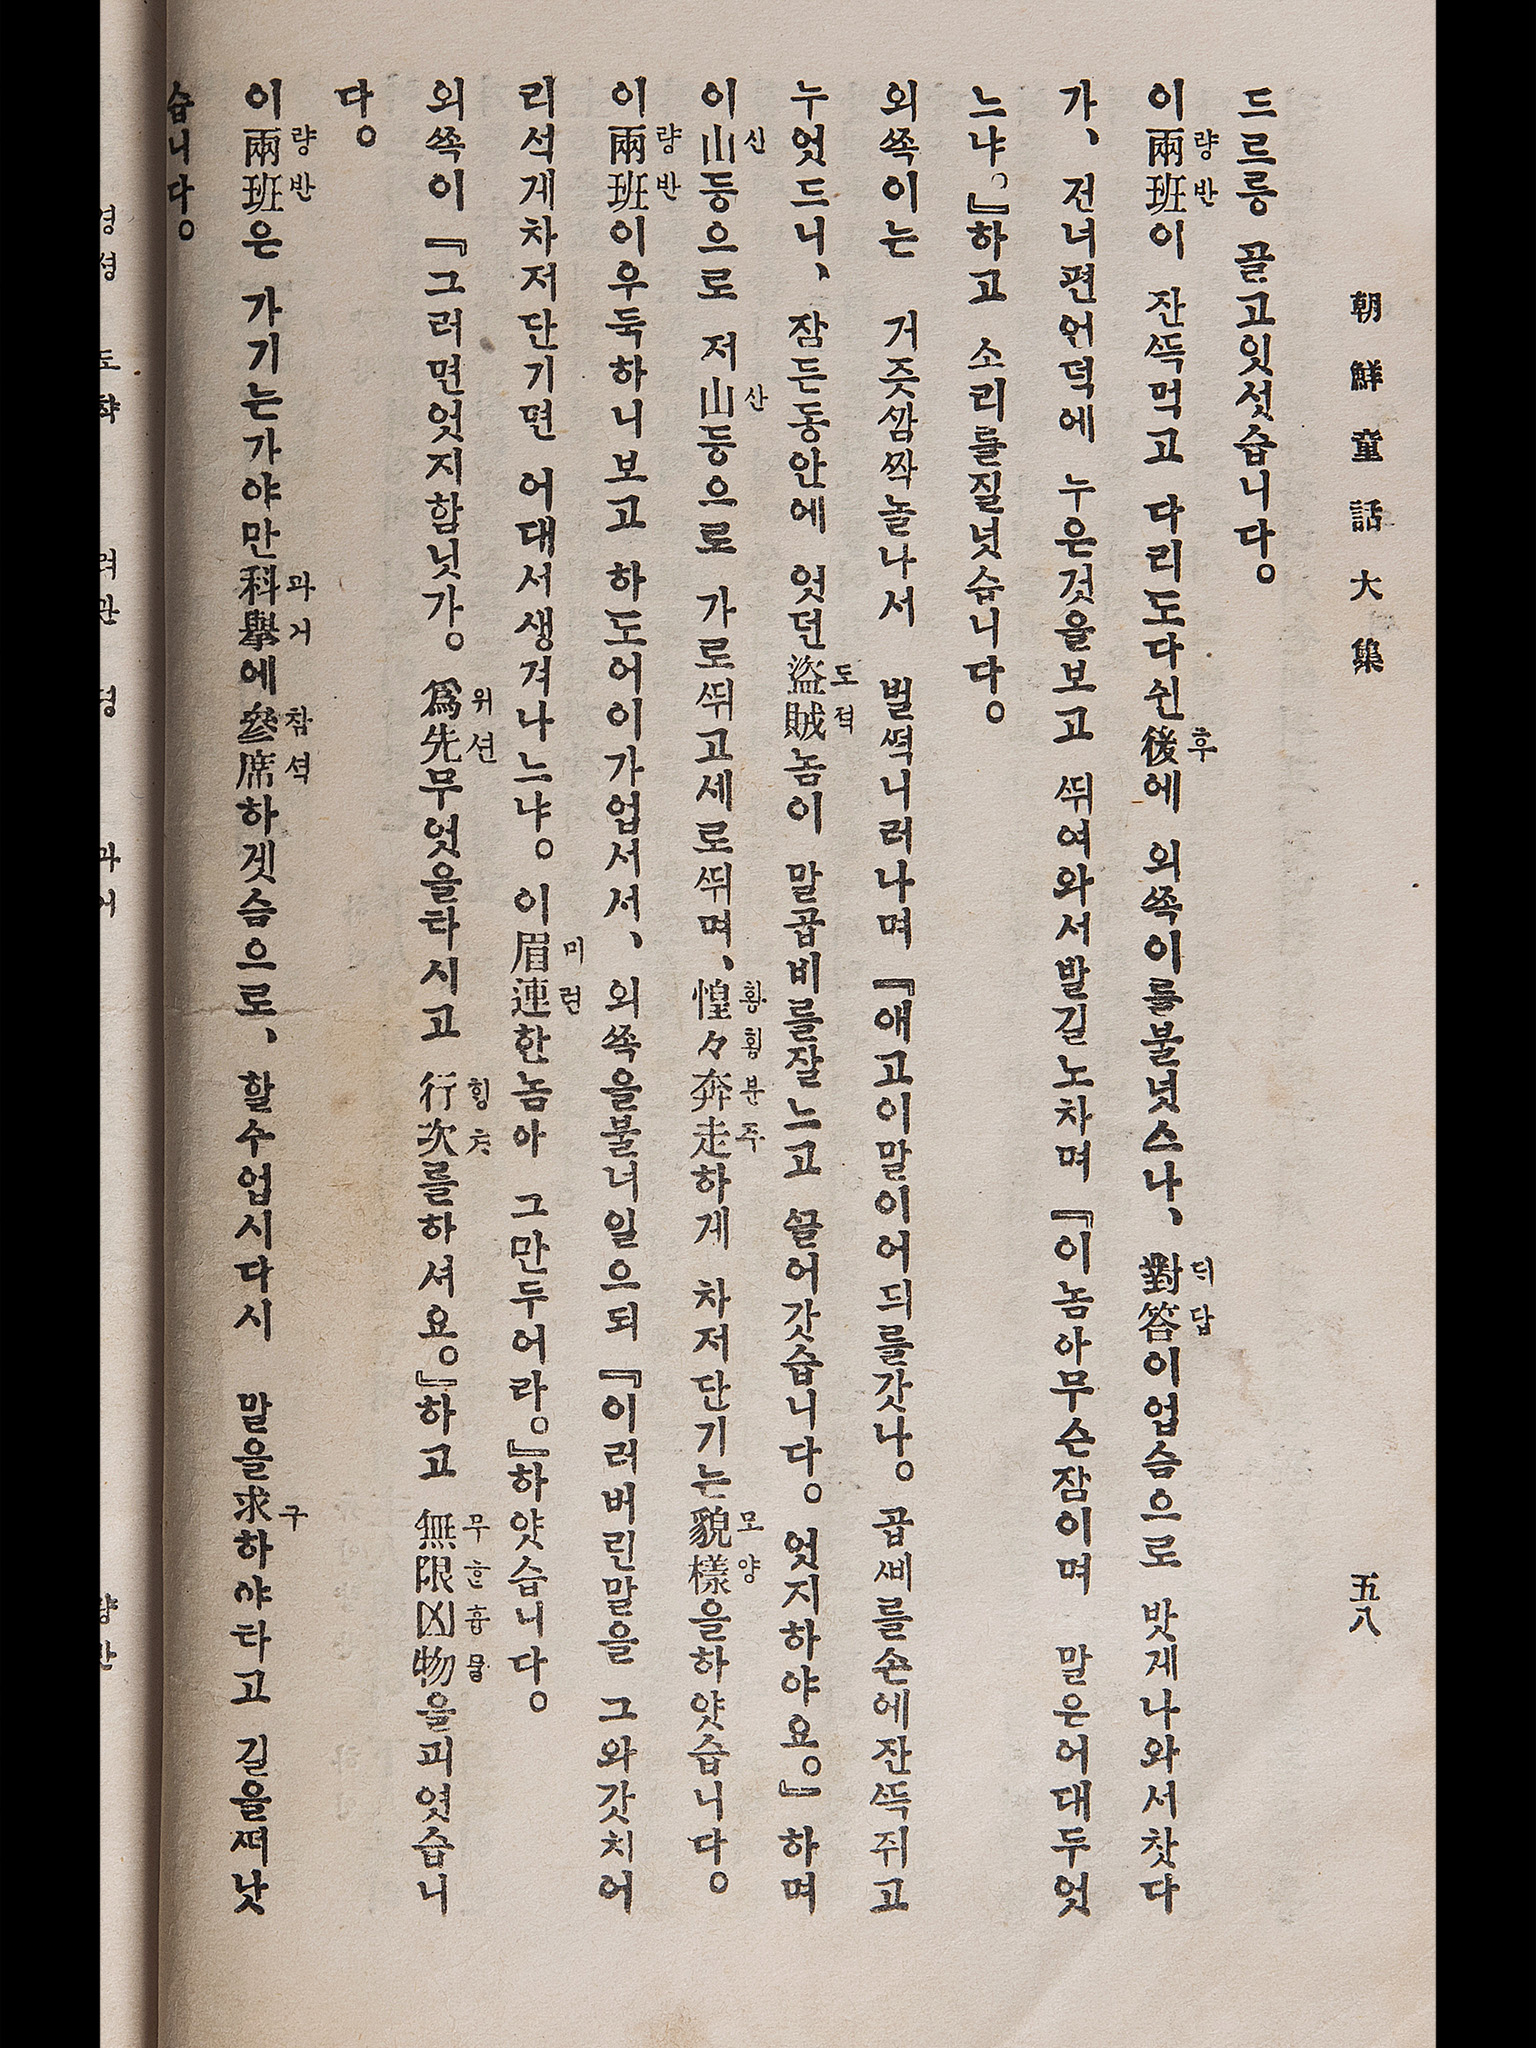 朝鮮童話大集
五八
드르릉 골고잇섯습니다。
이兩班이 잔뜩먹고 다리도다쉰後에 외쪽이를불넛스나、 對答이업슴으로 밧게나와서찻다
가、 건너편언덕에 누은것을보고 뛰여와서발길노차며 『이놈아무슨잠이며 말은어대두엇
느냐。』하고 소리를질넛습니다。
외쪽이는 거즛깜짝놀나서 벌떡니러나며 『애고이말이어듸를갓나。 곱삐를손에잔뜩쥐고
누엇드니、 잠든동안에 엇던盜賊놈이 말곱비를잘느고 끌어갓습니다。 엇지하야요。』 하며
이山등으로 저山등으로 가로뛰고세로뛰며、惶々奔走하게 차저단기는貌樣을하얏습니다。
이兩班이우둑하니보고 하도어이가업서서、 외쪽을불너일으되 『이러버린말을 그와갓치어
리석게차저단기면 어대서생겨나느냐。 이眉連한놈아 그만두어라。』하얏습니다。
외쪽이 『그러면엇지함닛가。 爲先무엇을타시고 行次를하셔요。』하고 無限凶物을피엿습니
다。
이兩班은 가기는가야만科擧에參席하겟슴으로、 할수업시다시 말을求하야타고 길을떠낫
습니다。